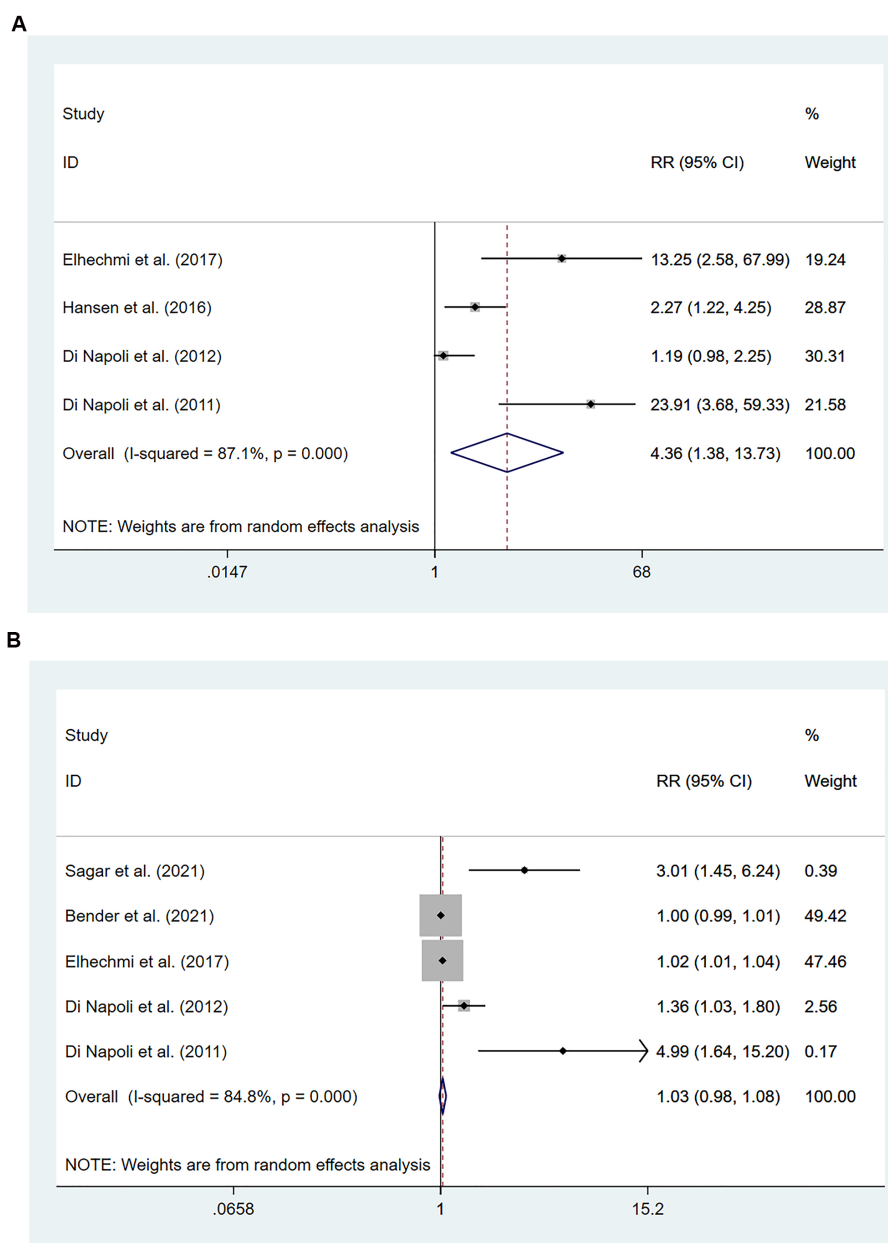 A
Study %
ID RR (95% CI) Weight
Elhechmi et al. (2017) 13.25 (2.58, 67.99) 19.24
Hansen et al. (2016) 2.27 (1.22, 4.25) 28.87
Di Napoli et al. (2012) 1.19 (0.98, 2.25) 30.31
Di Napoli et al. (2011) 23.91 (3.68, 59.33) 21.58
Overall (I-squared = 87.1%, p = 0.000) 4.36 (1.38, 13.73) 100.00
NOTE: Weights are from random effects analysis
.0147 1 68
B
Study %
ID RR (95% CI) Weight
Sagar et al. (2021) 3.01 (1.45, 6.24) 0.39
Bender et al. (2021) 1.00 (0.99, 1.01) 49.42
Elhechmi et al. (2017) 1.02 (1.01, 1.04) 47.46
Di Napoli et al. (2012) 1.36 (1.03, 1.80) 2.56
Di Napoli et al. (2011) 4.99 (1.64, 15.20) 0.17
Overall (I-squared = 84.8%, p = 0.000) 1.03 (0.98, 1.08) 100.00
NOTE: Weights are from random effects analysis
.0658 1 15.2